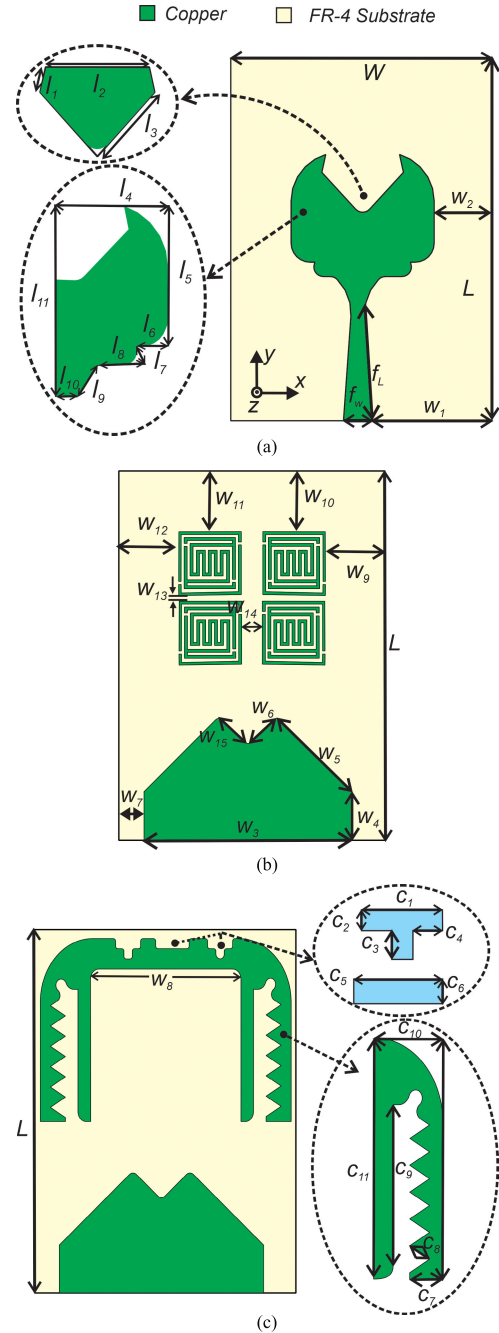 Copper FR-4 Substrate
l1 l2 l3
W
l4
l5
l11
l6
l8 l7
l10 l9
w2
L
y
z x
fL
fw w1
(a)
w11 w10
w12
w9
w13
w14
L
w6
w15
w5
w7
w4
w3
(b)
c1
c2
c3 c4
c5 c6
w8
c10
L
c11 c9
c8
c7
(c)